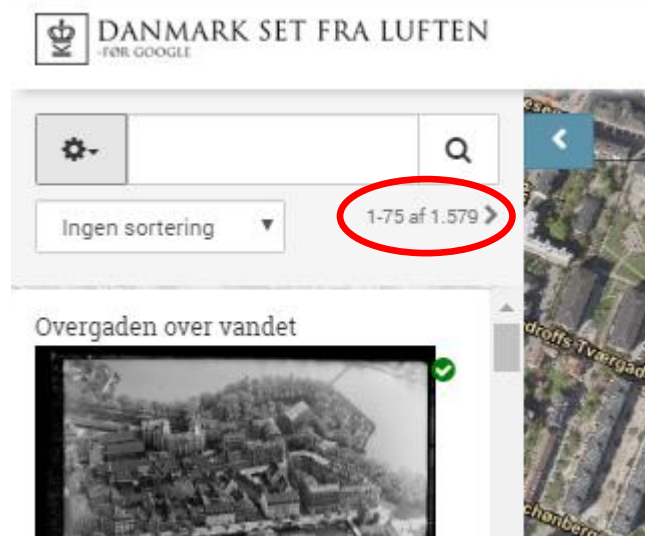 DANMARK SET FRA LUFTEN
-FØR GOOGLE
1-75 af 1.579
Ingen sortering
Overgaden over vandet